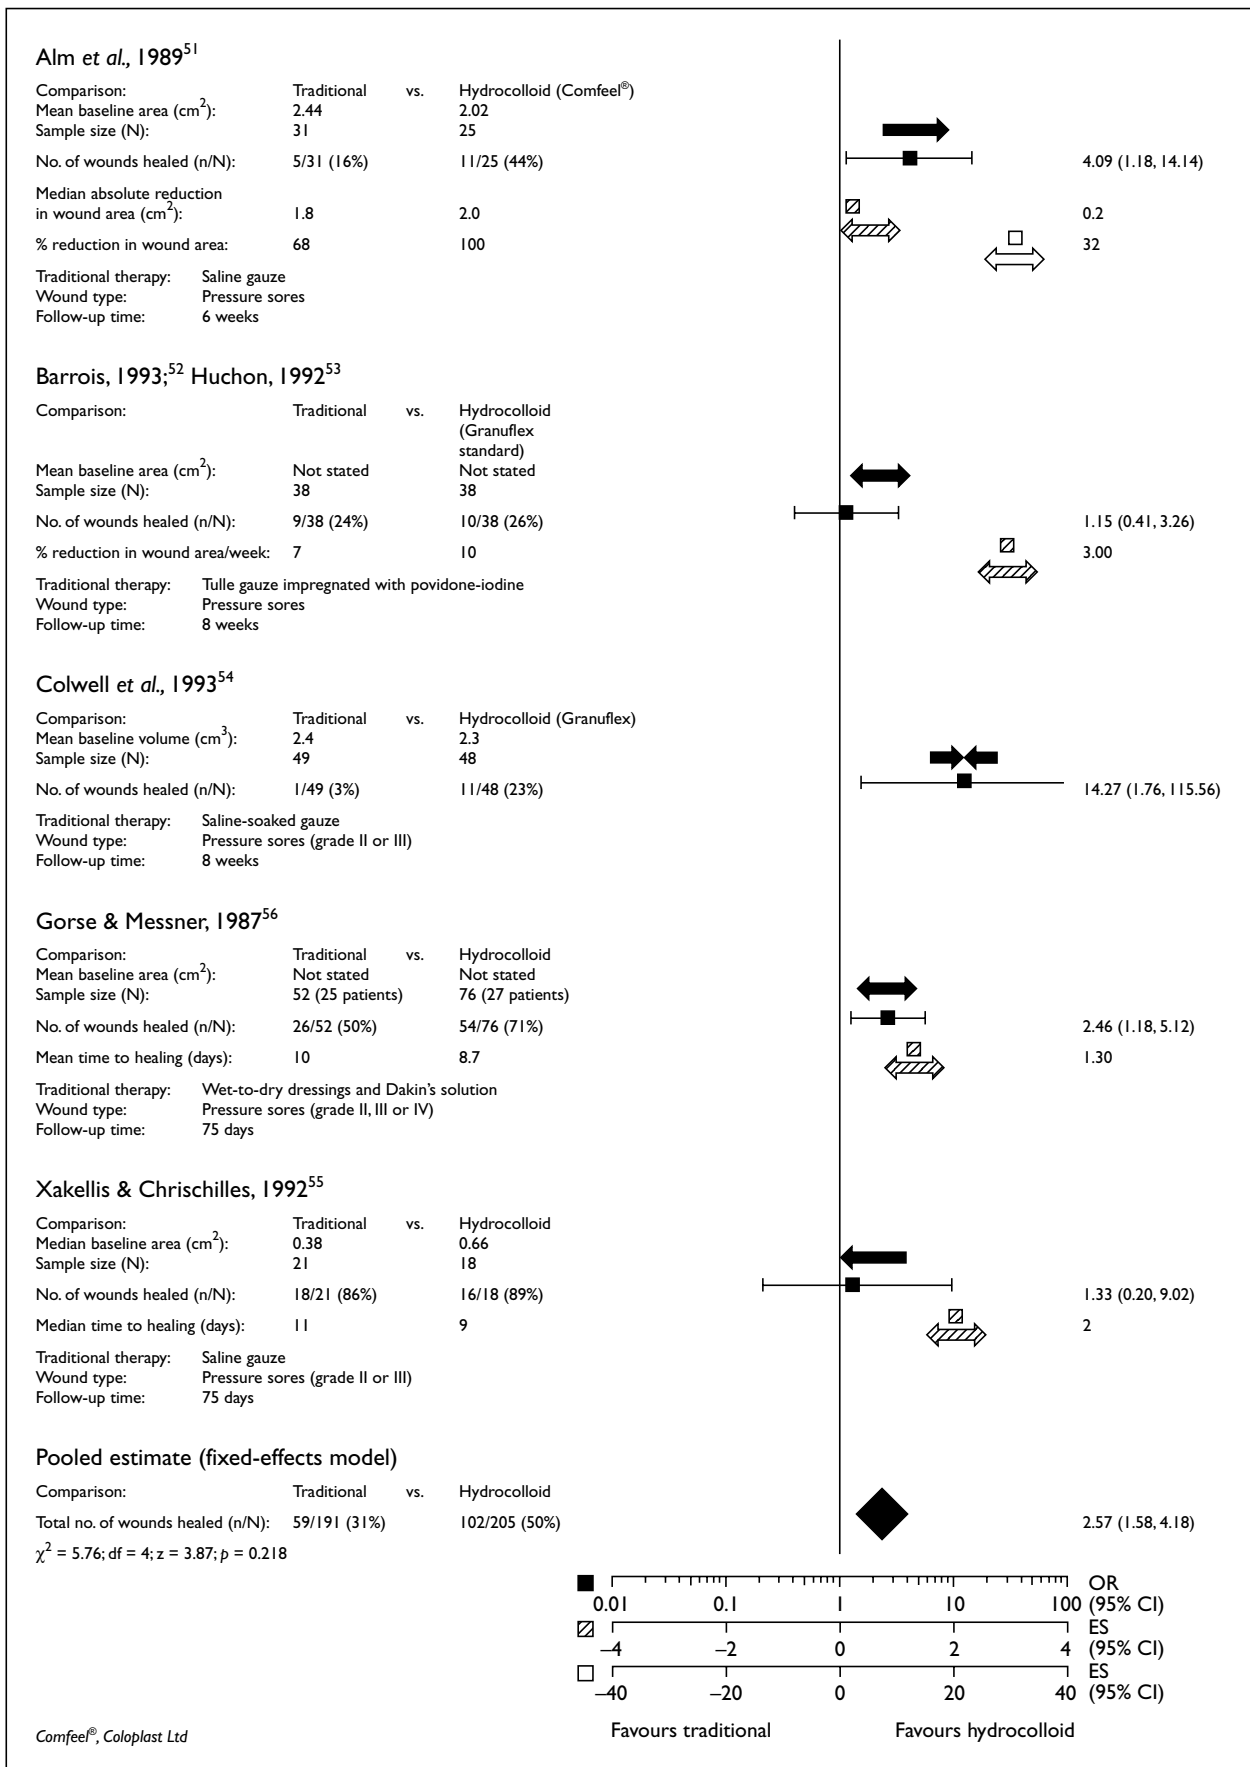 Alm et al., 1989⁵¹
Comparison: Traditional vs. Hydrocolloid (Comfeel®)
Mean baseline area (cm²): 2.44 2.02
Sample size (N): 31 25
No. of wounds healed (n/N): 5/31 (16%) 11/25 (44%) 4.09 (1.18, 14.14)
Median absolute reduction
in wound area (cm²): 1.8 2.0 0.2
% reduction in wound area: 68 100 32
Traditional therapy: Saline gauze
Wound type: Pressure sores
Follow-up time: 6 weeks
Barrois, 1993;⁵² Huchon, 1992⁵³
Comparison: Traditional vs. Hydrocolloid
(Granuflex
standard)
Mean baseline area (cm²): Not stated Not stated
Sample size (N): 38 38
No. of wounds healed (n/N): 9/38 (24%) 10/38 (26%) 1.15 (0.41, 3.26)
% reduction in wound area/week: 7 10 3.00
Traditional therapy: Tulle gauze impregnated with povidone-iodine
Wound type: Pressure sores
Follow-up time: 8 weeks
Colwell et al., 1993⁵⁴
Comparison: Traditional vs. Hydrocolloid (Granuflex)
Mean baseline volume (cm³): 2.4 2.3
Sample size (N): 49 48
No. of wounds healed (n/N): 1/49 (3%) 11/48 (23%) 14.27 (1.76, 115.56)
Traditional therapy: Saline-soaked gauze
Wound type: Pressure sores (grade II or III)
Follow-up time: 8 weeks
Gorse & Messner, 1987⁵⁶
Comparison: Traditional vs. Hydrocolloid
Mean baseline area (cm²): Not stated Not stated
Sample size (N): 52 (25 patients) 76 (27 patients)
No. of wounds healed (n/N): 26/52 (50%) 54/76 (71%) 2.46 (1.18, 5.12)
Mean time to healing (days): 10 8.7 1.30
Traditional therapy: Wet-to-dry dressings and Dakin's solution
Wound type: Pressure sores (grade II, III or IV)
Follow-up time: 75 days
Xakellis & Chrischilles, 1992⁵⁵
Comparison: Traditional vs. Hydrocolloid
Median baseline area (cm²): 0.38 0.66
Sample size (N): 21 18
No. of wounds healed (n/N): 18/21 (86%) 16/18 (89%) 1.33 (0.20, 9.02)
Median time to healing (days): 11 9 2
Traditional therapy: Saline gauze
Wound type: Pressure sores (grade II or III)
Follow-up time: 75 days
Pooled estimate (fixed-effects model)
Comparison: Traditional vs. Hydrocolloid
Total no. of wounds healed (n/N): 59/191 (31%) 102/205 (50%) 2.57 (1.58, 4.18)
χ² = 5.76; df = 4; z = 3.87; p = 0.218
OR
0.01 0.1 1 10 100 (95% CI)
ES
–4 –2 0 2 4 (95% CI)
ES
–40 –20 0 20 40 (95% CI)
Favours traditional Favours hydrocolloid
Comfeel®, Coloplast Ltd